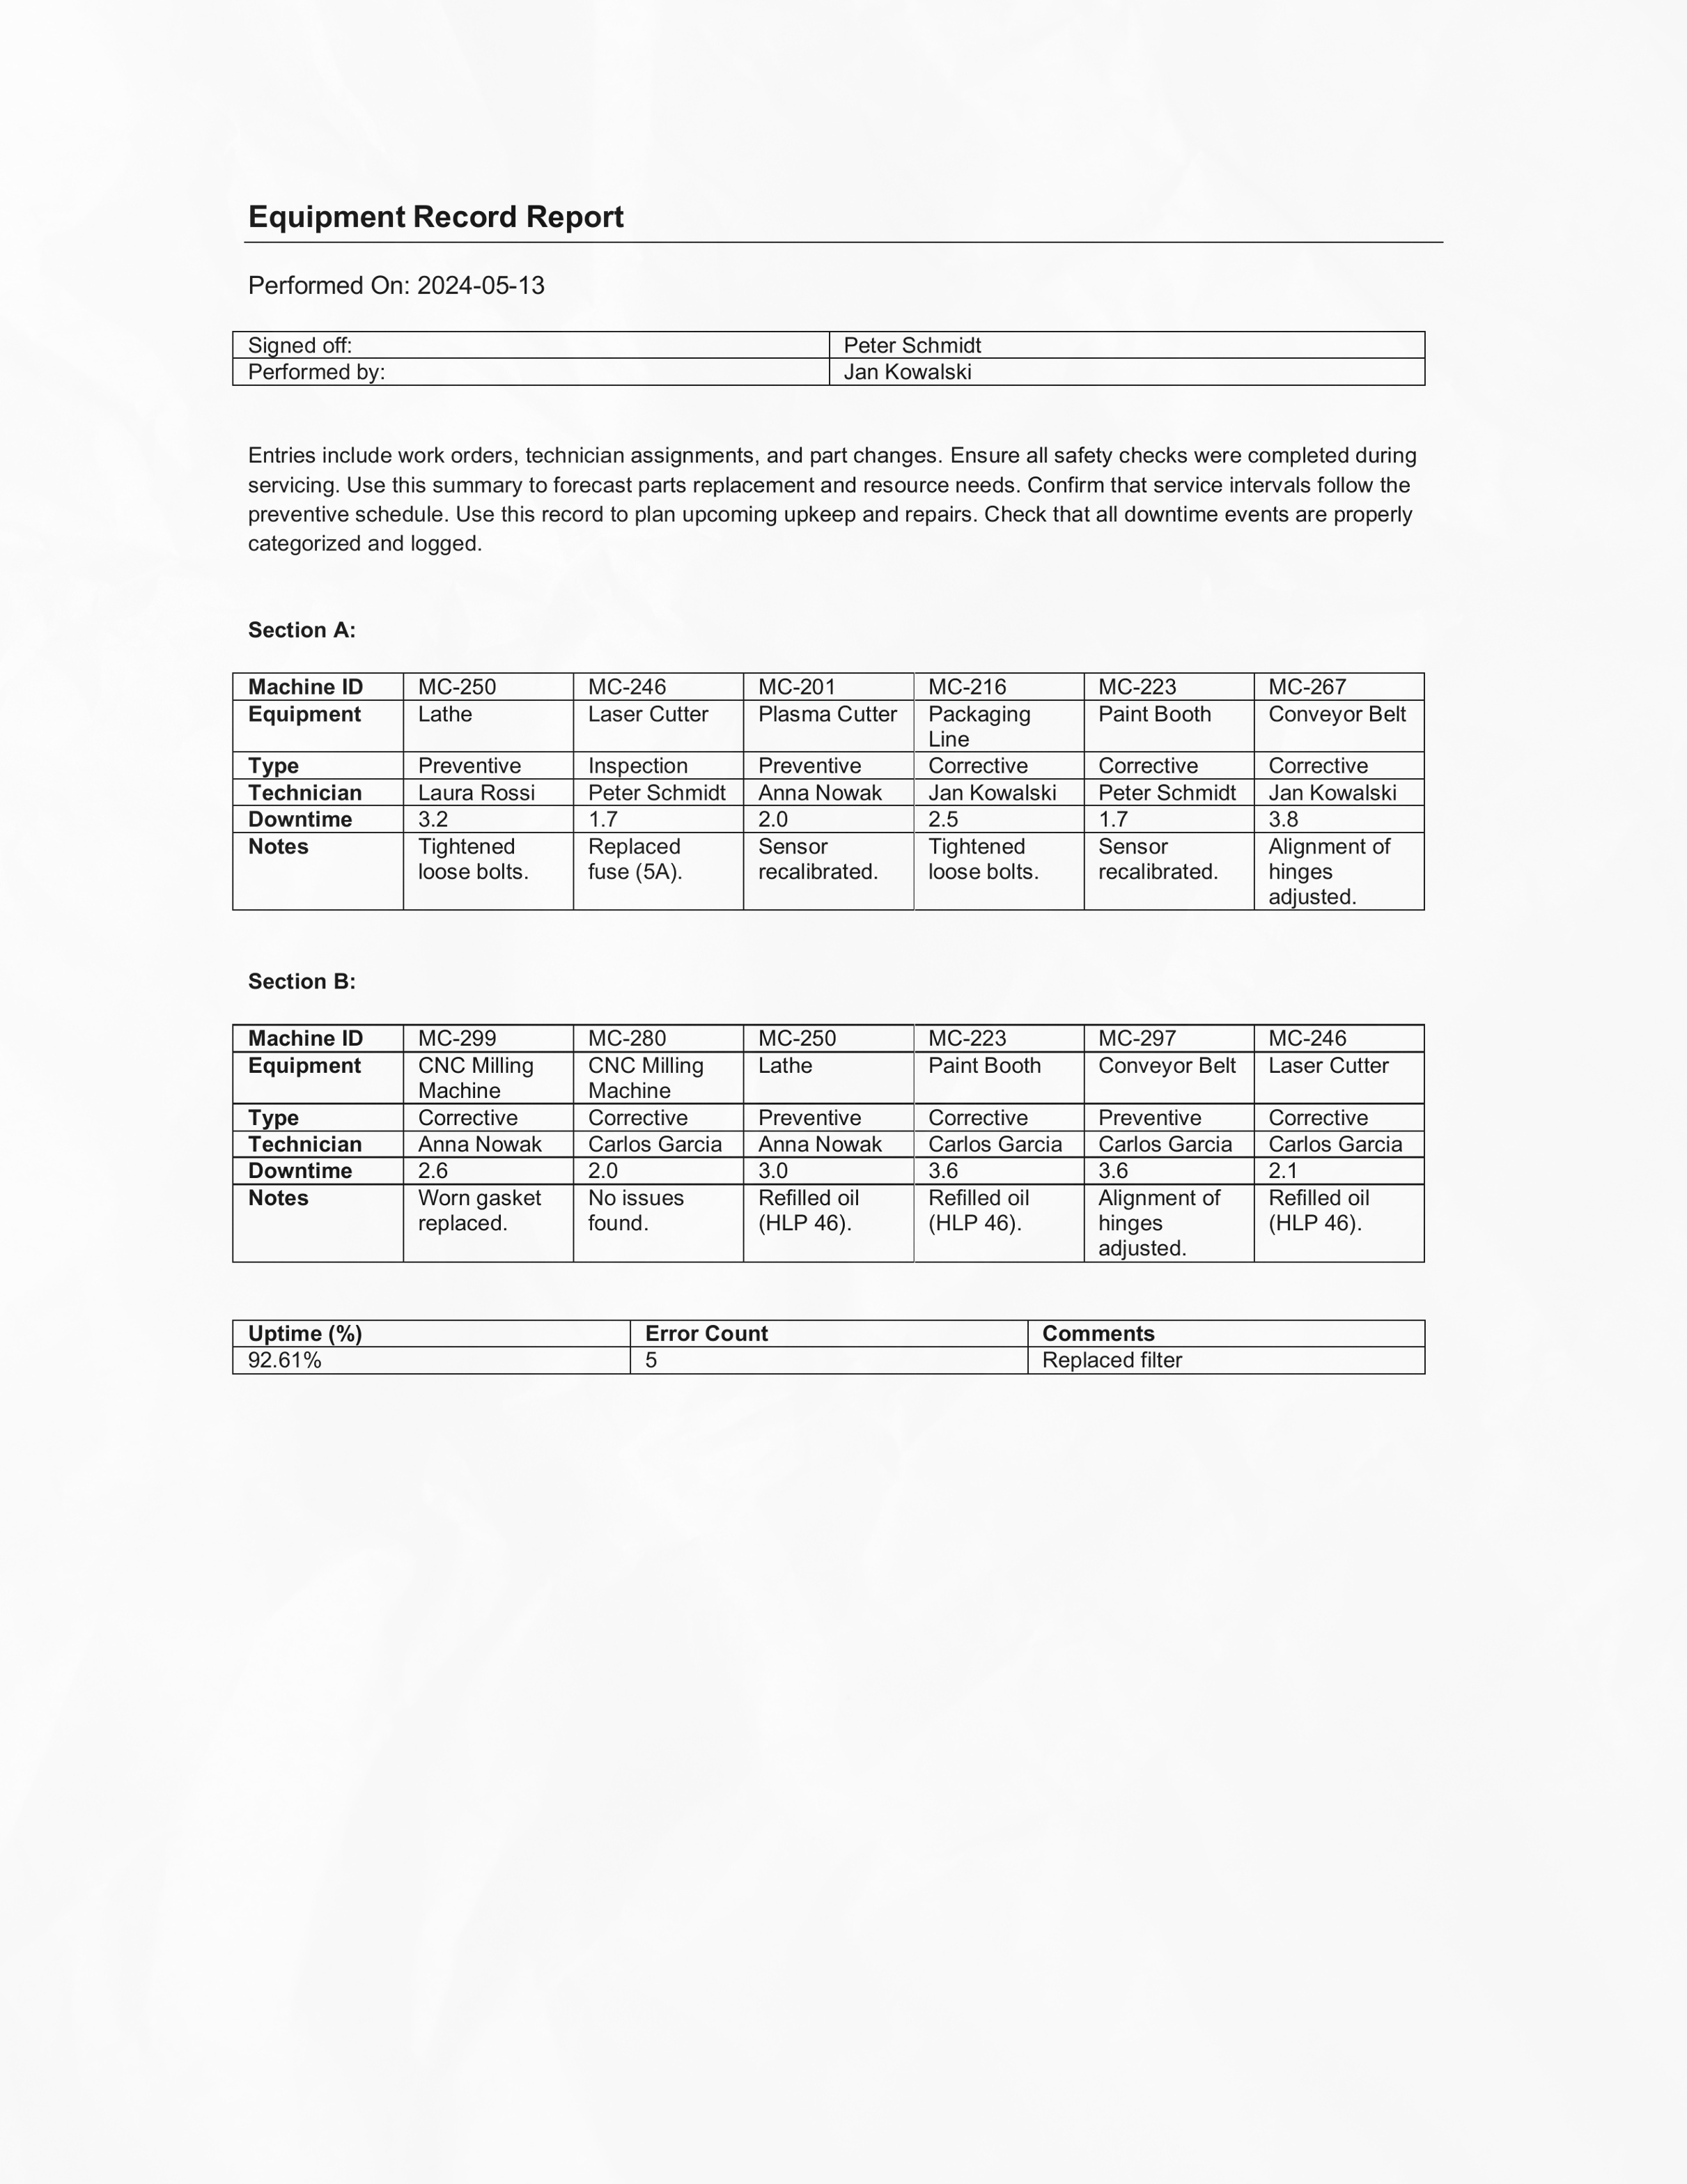 Equipment Record Report
Performed On: 2024-05-13
Signed off: Peter Schmidt
Performed by: Jan Kowalski
Entries include work orders, technician assignments, and part changes. Ensure all safety checks were completed during
servicing. Use this summary to forecast parts replacement and resource needs. Confirm that service intervals follow the
preventive schedule. Use this record to plan upcoming upkeep and repairs. Check that all downtime events are properly
categorized and logged.
Section A:
Machine ID MC-250 MC-246 MC-201 MC-216 MC-223 MC-267
Equipment Lathe Laser Cutter Plasma Cutter Packaging Paint Booth Conveyor Belt
Line
Type Preventive Inspection Preventive Corrective Corrective Corrective
Technician Laura Rossi Peter Schmidt Anna Nowak Jan Kowalski Peter Schmidt Jan Kowalski
Downtime 3.2 1.7 2.0 2.5 1.7 3.8
Notes Tightened Replaced Sensor Tightened Sensor Alignment of
loose bolts. fuse (5A). recalibrated. loose bolts. recalibrated. hinges
adjusted.
Section B:
Machine ID MC-299 MC-280 MC-250 MC-223 MC-297 MC-246
Equipment CNC Milling CNC Milling Lathe Paint Booth Conveyor Belt Laser Cutter
Machine Machine
Type Corrective Corrective Preventive Corrective Preventive Corrective
Technician Anna Nowak Carlos Garcia Anna Nowak Carlos Garcia Carlos Garcia Carlos Garcia
Downtime 2.6 2.0 3.0 3.6 3.6 2.1
Notes Worn gasket No issues Refilled oil Refilled oil Alignment of Refilled oil
replaced. found. (HLP 46). (HLP 46). hinges (HLP 46).
adjusted.
Uptime (%) Error Count Comments
92.61% 5 Replaced filter